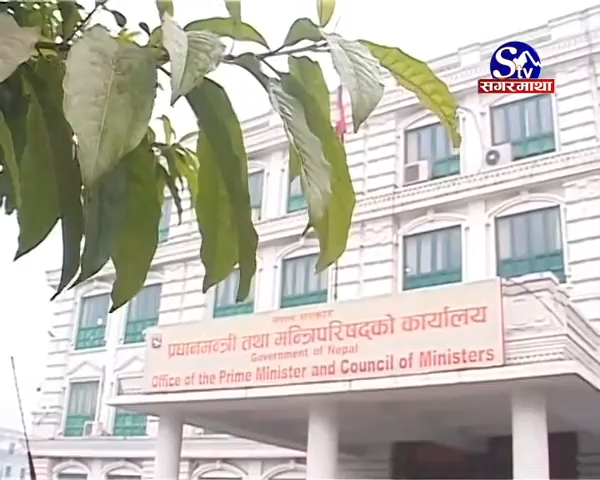 S tv
सगरमाथा
नेपाल सरकार
प्रधानमन्त्री तथा मन्त्रिपरिषद्को कार्यालय
Government of Nepal
Office of the Prime Minister and Council of Ministers